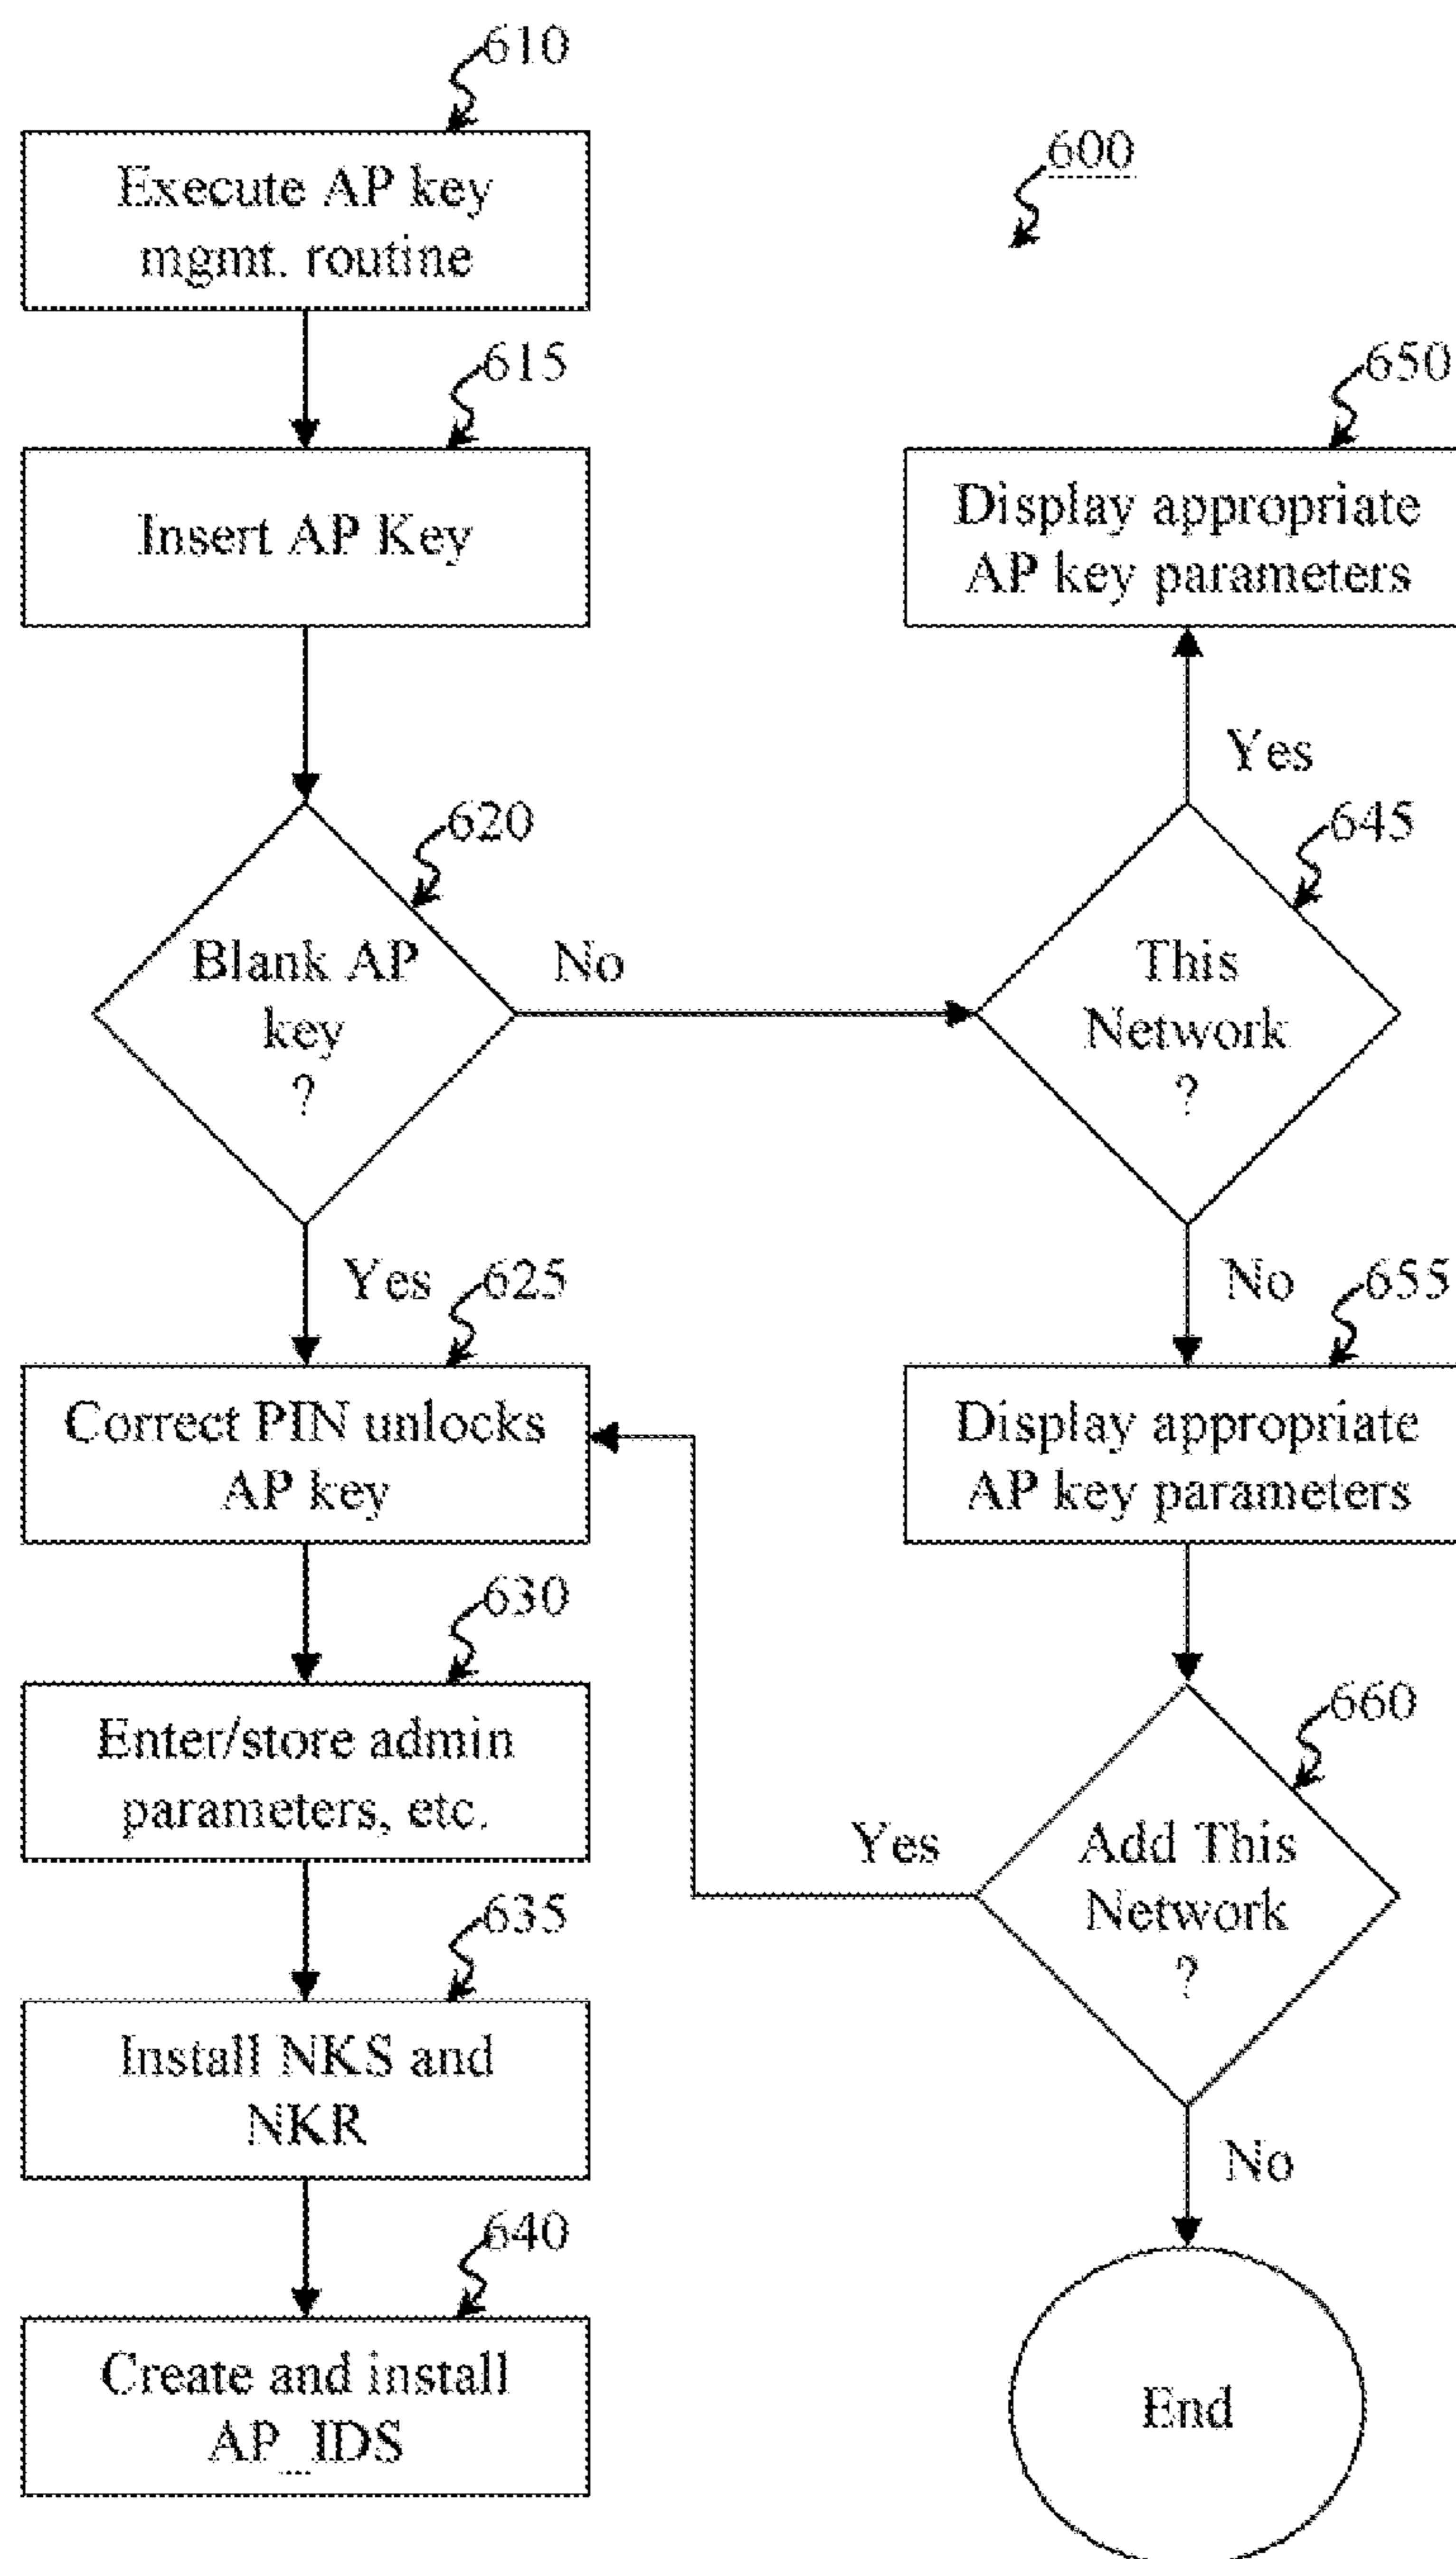 610
Execute AP key
mgmt. routine
600
615
Insert AP Key
650
Display appropriate
AP key parameters
Yes
620
Blank AP
key
?
No
645
This
Network
?
Yes
625
Correct PIN unlocks
AP key
No
655
Display appropriate
AP key parameters
630
Enter/store admin
parameters, etc.
660
Add This
Network
?
Yes
635
Install NKS and
NKR
No
640
Create and install
AP_IDS
End